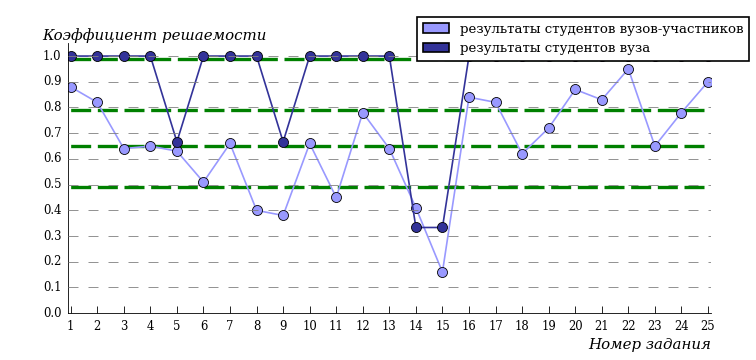 Коэффициент решаемости
результаты студентов вузов-участников
результаты студентов вуза
1.0
0.9
0.8
0.7
0.6
0.5
0.4
0.3
0.2
0.1
0.0
1 2 3 4 5 6 7 8 9 10 11 12 13 14 15 16 17 18 19 20 21 22 23 24 25
Номер задания